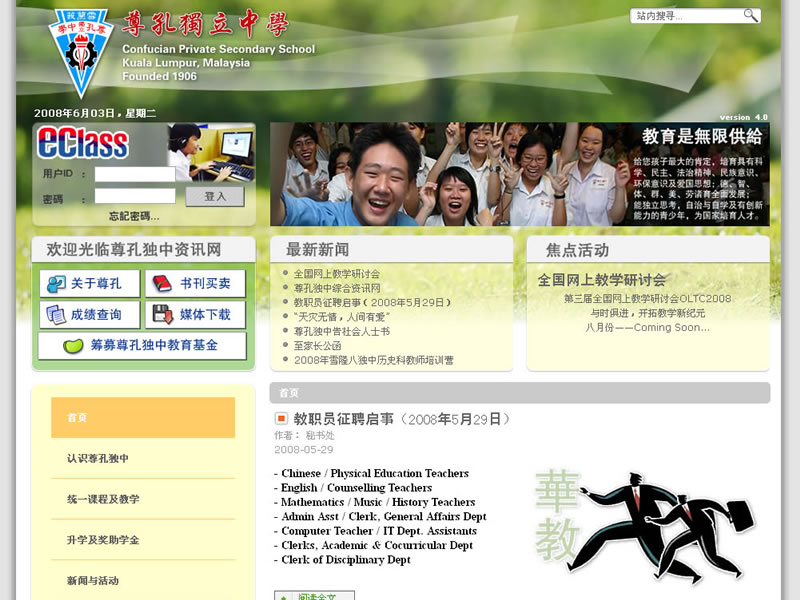 尊孔獨立中學
Confucian Private Secondary School
Kuala Lumpur, Malaysia
Founded 1906
站内搜寻...
2008年6月03日，星期二
version 4.0
eClass
用户ID :
密碼 :
登入
忘記密碼...
教育是無限供給
给您孩子最大的肯定，培育具有科
学、民主、法治精神、民族意识、
环保意识及爱国思想；德、智、
体、群、美、劳消育全面发展；
能独立思考，自治与自学及有创新
能力的青少年，为国家培育人才。
欢迎光临尊孔独中资讯网
关于尊孔
书刊买卖
成绩查询
媒体下载
筹募尊孔独中教育基金
最新新闻
全国网上教学研讨会
尊孔独中综合资讯网
教职员征聘启事（2008年5月29日）
“天灾无情，人间有爱”
尊孔独中告社会人士书
至家长公函
2008年雪隆八独中历史科教师培训营
焦点活动
全国网上教学研讨会
第三届全国网上教学研讨会OLTC2008
与时俱进，开拓教学新纪元
八月份——Coming Soon...
首页
认识尊孔独中
统一课程及教学
升学及奖助学金
新闻与活动
首页
教职员征聘启事（2008年5月29日）
作者： 秘书处
2008-05-29
- Chinese / Physical Education Teachers
- English / Counselling Teachers
- Mathematics / Music / History Teachers
- Admin Asst / Clerk, General Affairs Dept
- Computer Teacher / IT Dept. Assistants
- Clerks, Academic & Cocurricular Dept
- Clerk of Disciplinary Dept
華
教
阅读全文